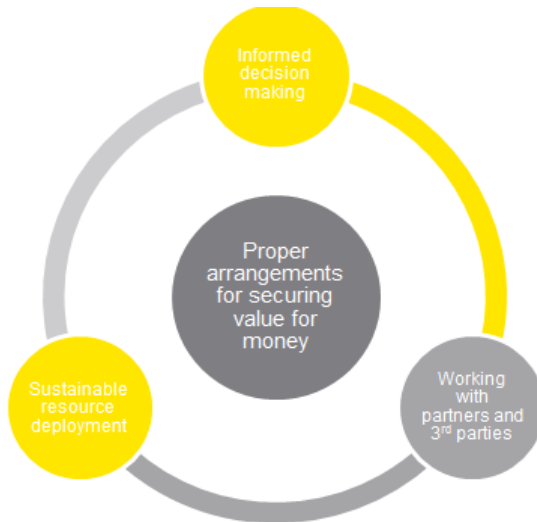 Informed
decision
making
Proper
arrangements
for securing
value for
money
Sustainable
resource
deployment
Working
with
partners and
3rd parties